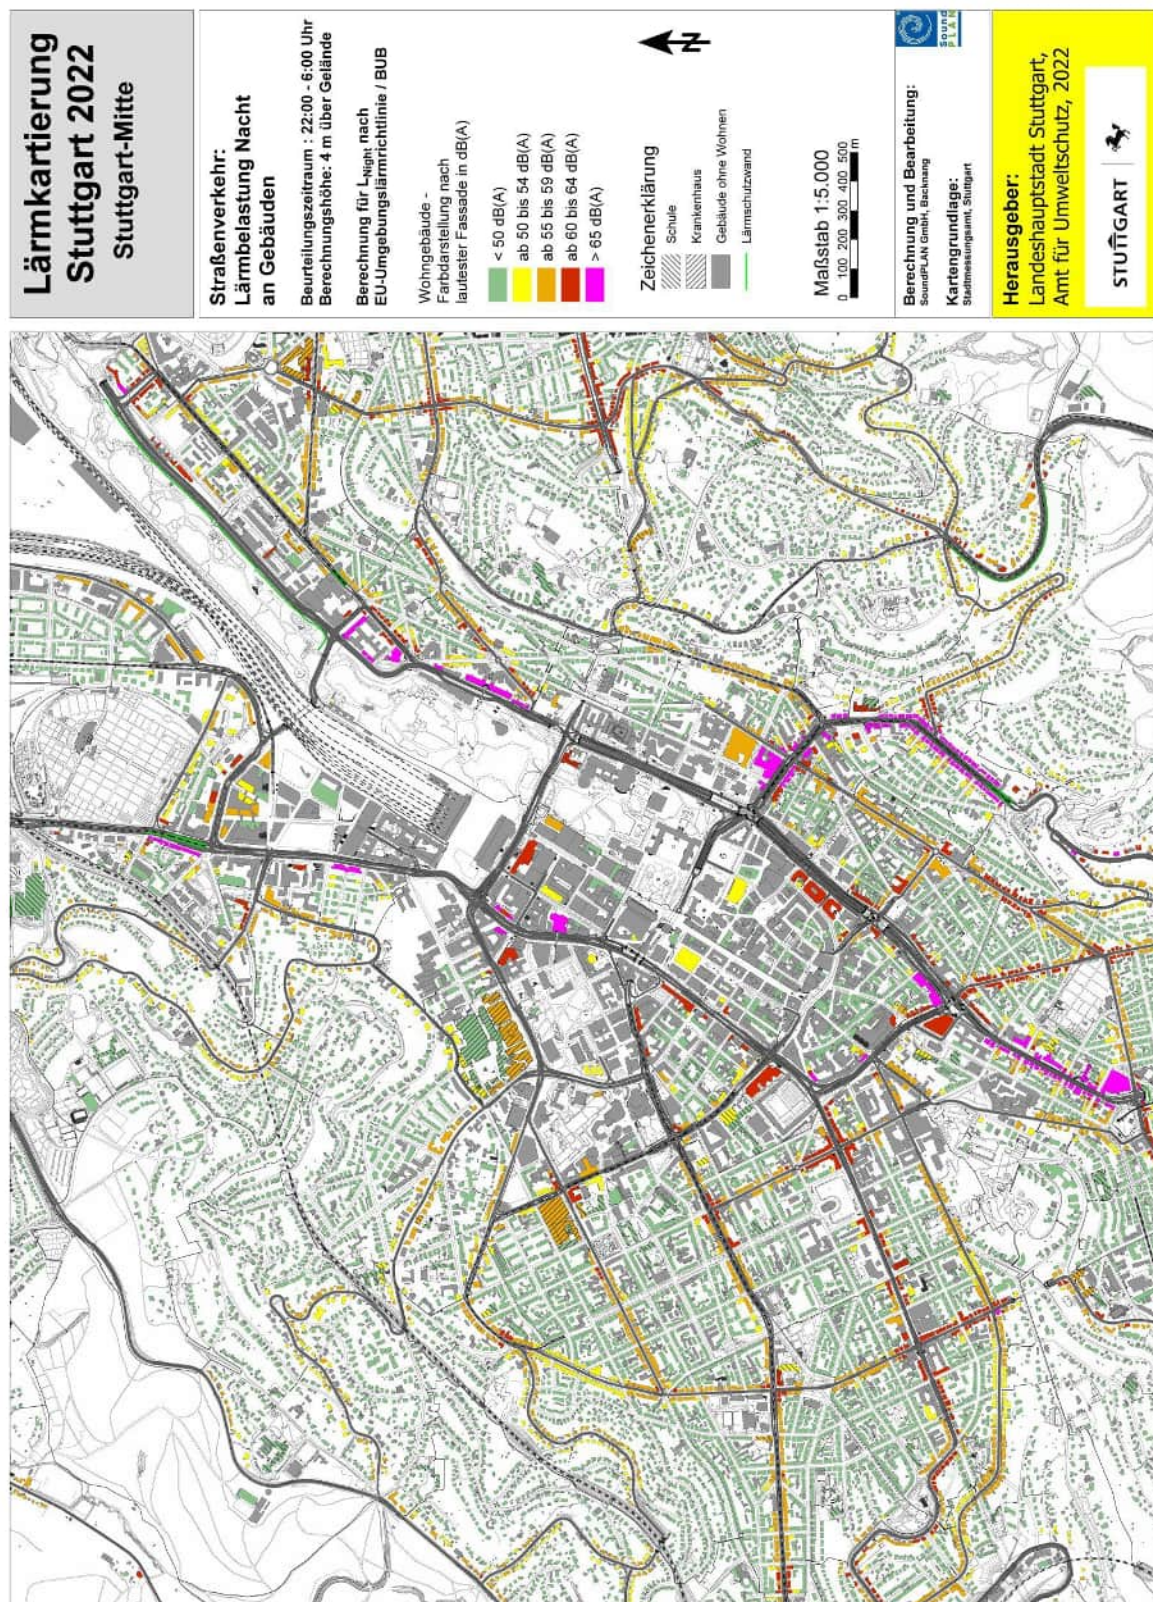 Lärmkartierung
Stuttgart 2022
Stuttgart-Mitte
Straßenverkehr:
Lärmbelastung Nacht
an Gebäuden
Beurteilungszeitraum : 22:00 - 6:00 Uhr
Berechnungshöhe: 4 m über Gelände
Berechnung für LNight nach
EU-Umgebungslärmrichtlinie / BUB
Wohngebäude -
Farbdarstellung nach
lautester Fassade in dB(A)
< 50 dB(A)
ab 50 bis 54 dB(A)
ab 55 bis 59 dB(A)
ab 60 bis 64 dB(A)
> 65 dB(A)
Zeichenerklärung
Schule
Krankenhaus
Gebäude ohne Wohnen
Lärmschutzwand
N
Maßstab 1:5.000
0 100 200 300 400 500
m
Berechnung und Bearbeitung:
SoundPLAN GmbH, Backnang
Sound
PLAN
Kartengrundlage:
Stadtmessungsamt, Stuttgart
Herausgeber:
Landeshauptstadt Stuttgart,
Amt für Umweltschutz, 2022
STUTTGART